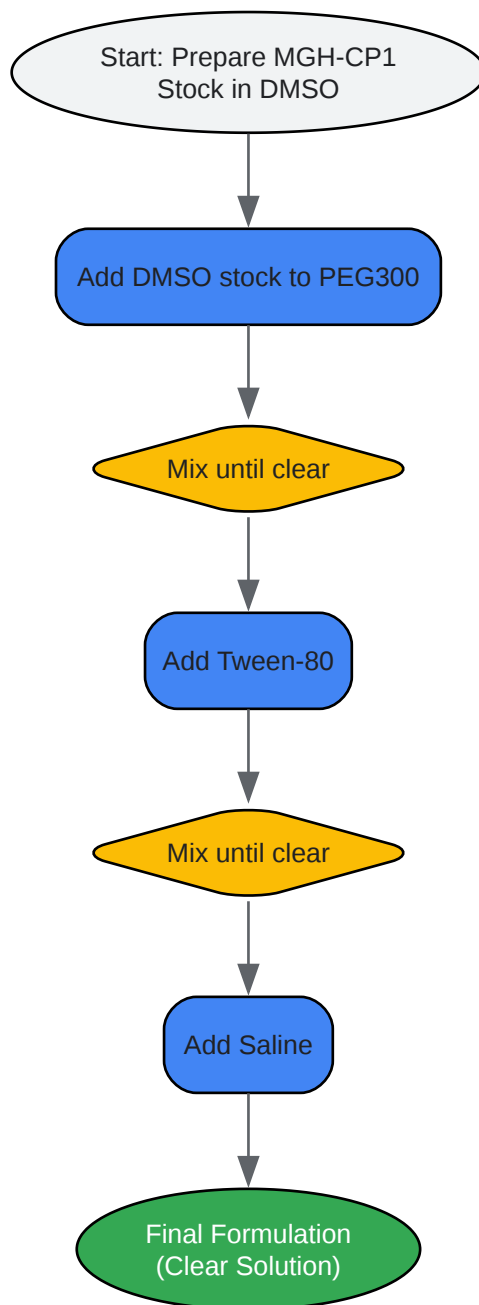 Start: Prepare MGH-CP1
Stock in DMSO
Add DMSO stock to PEG300
Mix until clear
Add Tween-80
Mix until clear
Add Saline
Final Formulation
(Clear Solution)